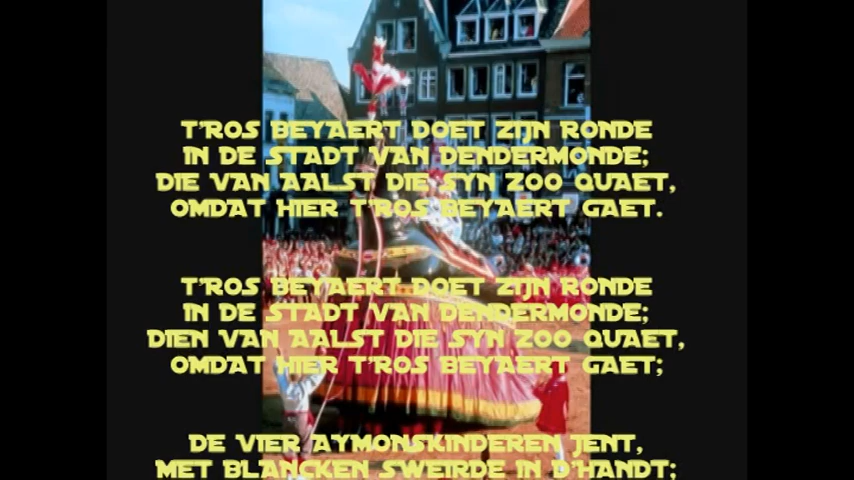 T'ROS BEYAERT DOET ZIJN RONDE
IN DE STADT VAN DENDERMONDE;
DIE VAN AALST DIE SYN ZOO QUAET,
OMDAT HIER T'ROS BEYAERT GAET.
T'ROS BEYAERT DOET ZIJN RONDE
IN DE STADT VAN DENDERMONDE;
DIEN VAN AALST DIE SYN ZOO QUAET,
OMDAT HIER T'ROS BEYAERT GAET;
DE VIER AYMONSKINDEREN JENT,
MET BLANCKEN SWEIRDE IN D'HANDT;